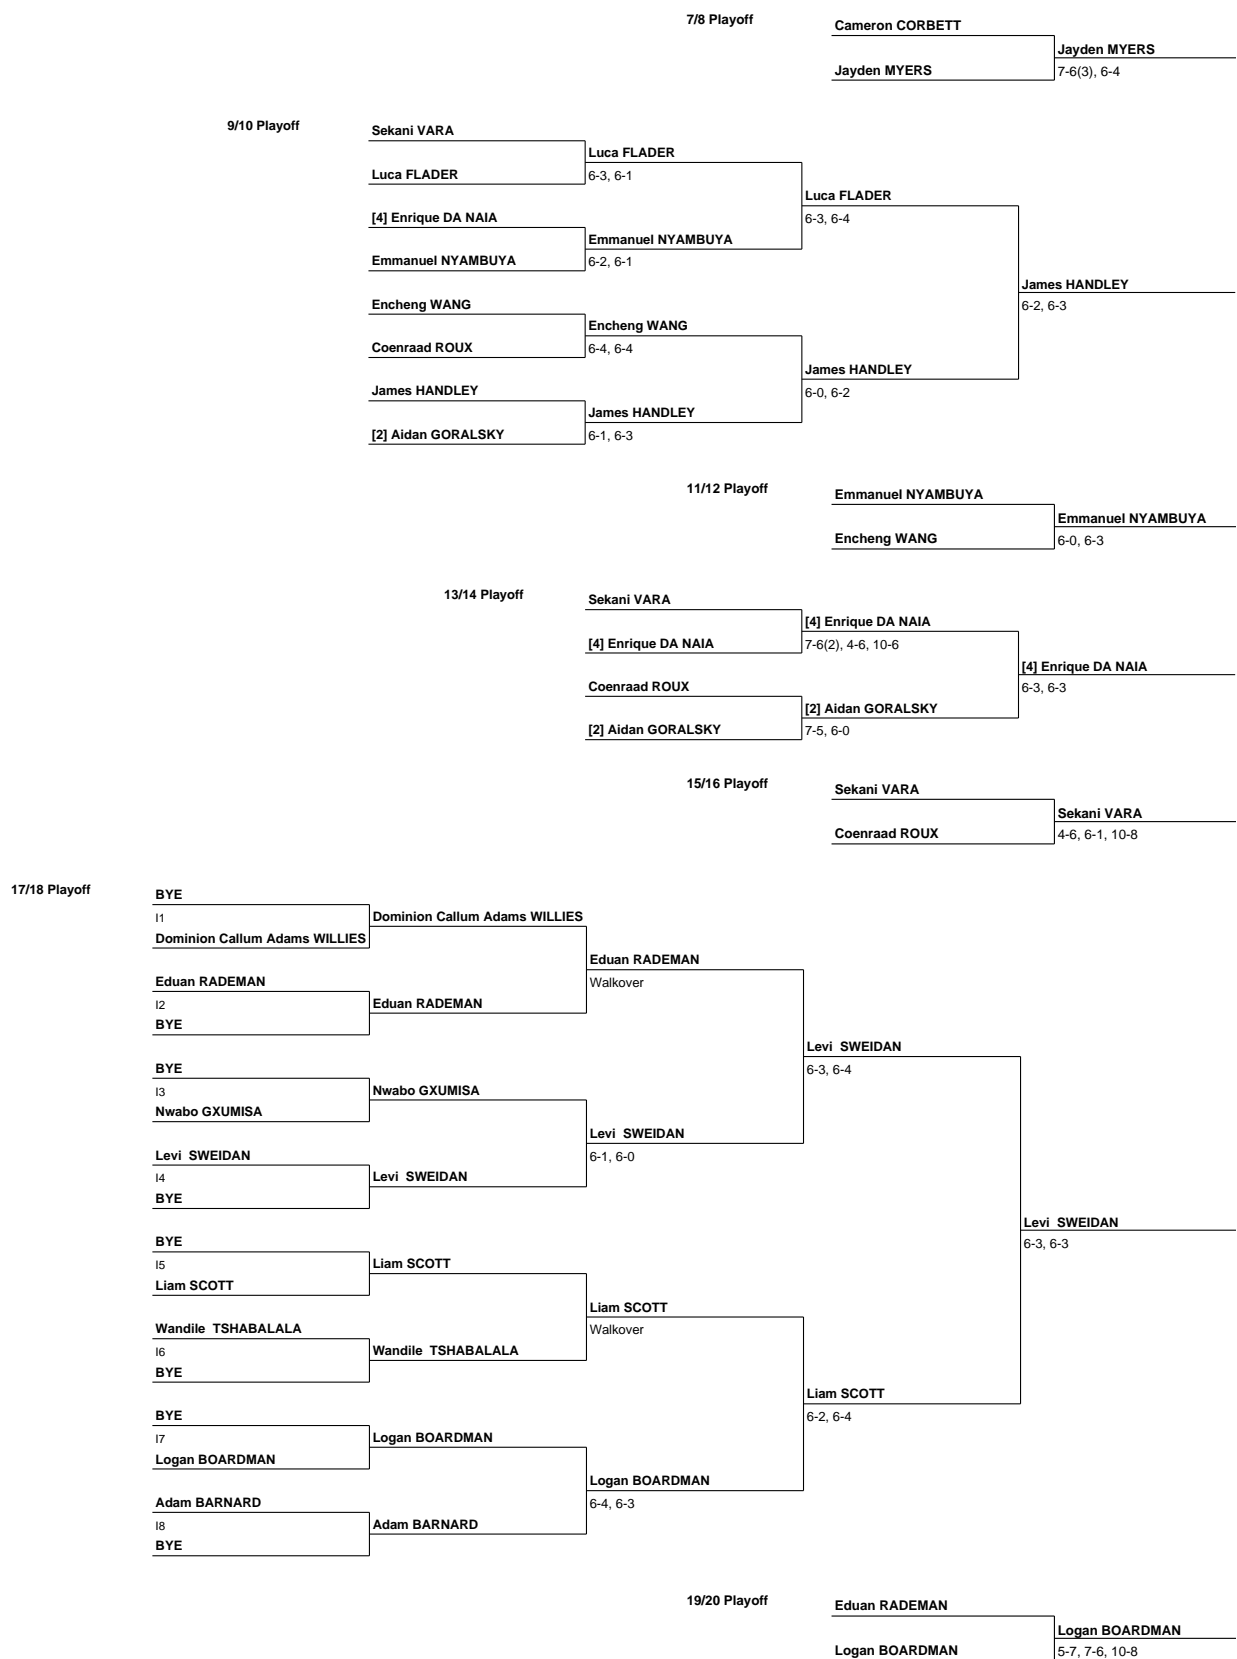 7/8 Playoff
Cameron CORBETT
Jayden MYERS
Jayden MYERS
7-6(3), 6-4
9/10 Playoff
Sekani VARA
Luca FLADER
Luca FLADER
6-3, 6-1
Luca FLADER
6-3, 6-4
[4] Enrique DA NAIA
Emmanuel NYAMBUYA
Emmanuel NYAMBUYA
6-2, 6-1
James HANDLEY
6-2, 6-3
Encheng WANG
Encheng WANG
Coenraad ROUX
6-4, 6-4
James HANDLEY
6-0, 6-2
James HANDLEY
James HANDLEY
[2] Aidan GORALSKY
6-1, 6-3
11/12 Playoff
Emmanuel NYAMBUYA
Emmanuel NYAMBUYA
Encheng WANG
6-0, 6-3
13/14 Playoff
Sekani VARA
[4] Enrique DA NAIA
[4] Enrique DA NAIA
7-6(2), 4-6, 10-6
[4] Enrique DA NAIA
6-3, 6-3
Coenraad ROUX
[2] Aidan GORALSKY
[2] Aidan GORALSKY
7-5, 6-0
15/16 Playoff
Sekani VARA
Sekani VARA
Coenraad ROUX
4-6, 6-1, 10-8
17/18 Playoff
BYE
I1
Dominion Callum Adams WILLIES
Dominion Callum Adams WILLIES
Eduan RADEMAN
Walkover
Eduan RADEMAN
I2
Eduan RADEMAN
BYE
Levi SWEIDAN
6-3, 6-4
BYE
I3
Nwabo GXUMISA
Nwabo GXUMISA
Levi SWEIDAN
6-1, 6-0
Levi SWEIDAN
I4
Levi SWEIDAN
BYE
Levi SWEIDAN
6-3, 6-3
BYE
I5
Liam SCOTT
Liam SCOTT
Liam SCOTT
Walkover
Wandile TSHABALALA
I6
Wandile TSHABALALA
BYE
Liam SCOTT
6-2, 6-4
BYE
I7
Logan BOARDMAN
Logan BOARDMAN
Logan BOARDMAN
6-4, 6-3
Adam BARNARD
I8
Adam BARNARD
BYE
19/20 Playoff
Eduan RADEMAN
Logan BOARDMAN
Logan BOARDMAN
5-7, 7-6, 10-8